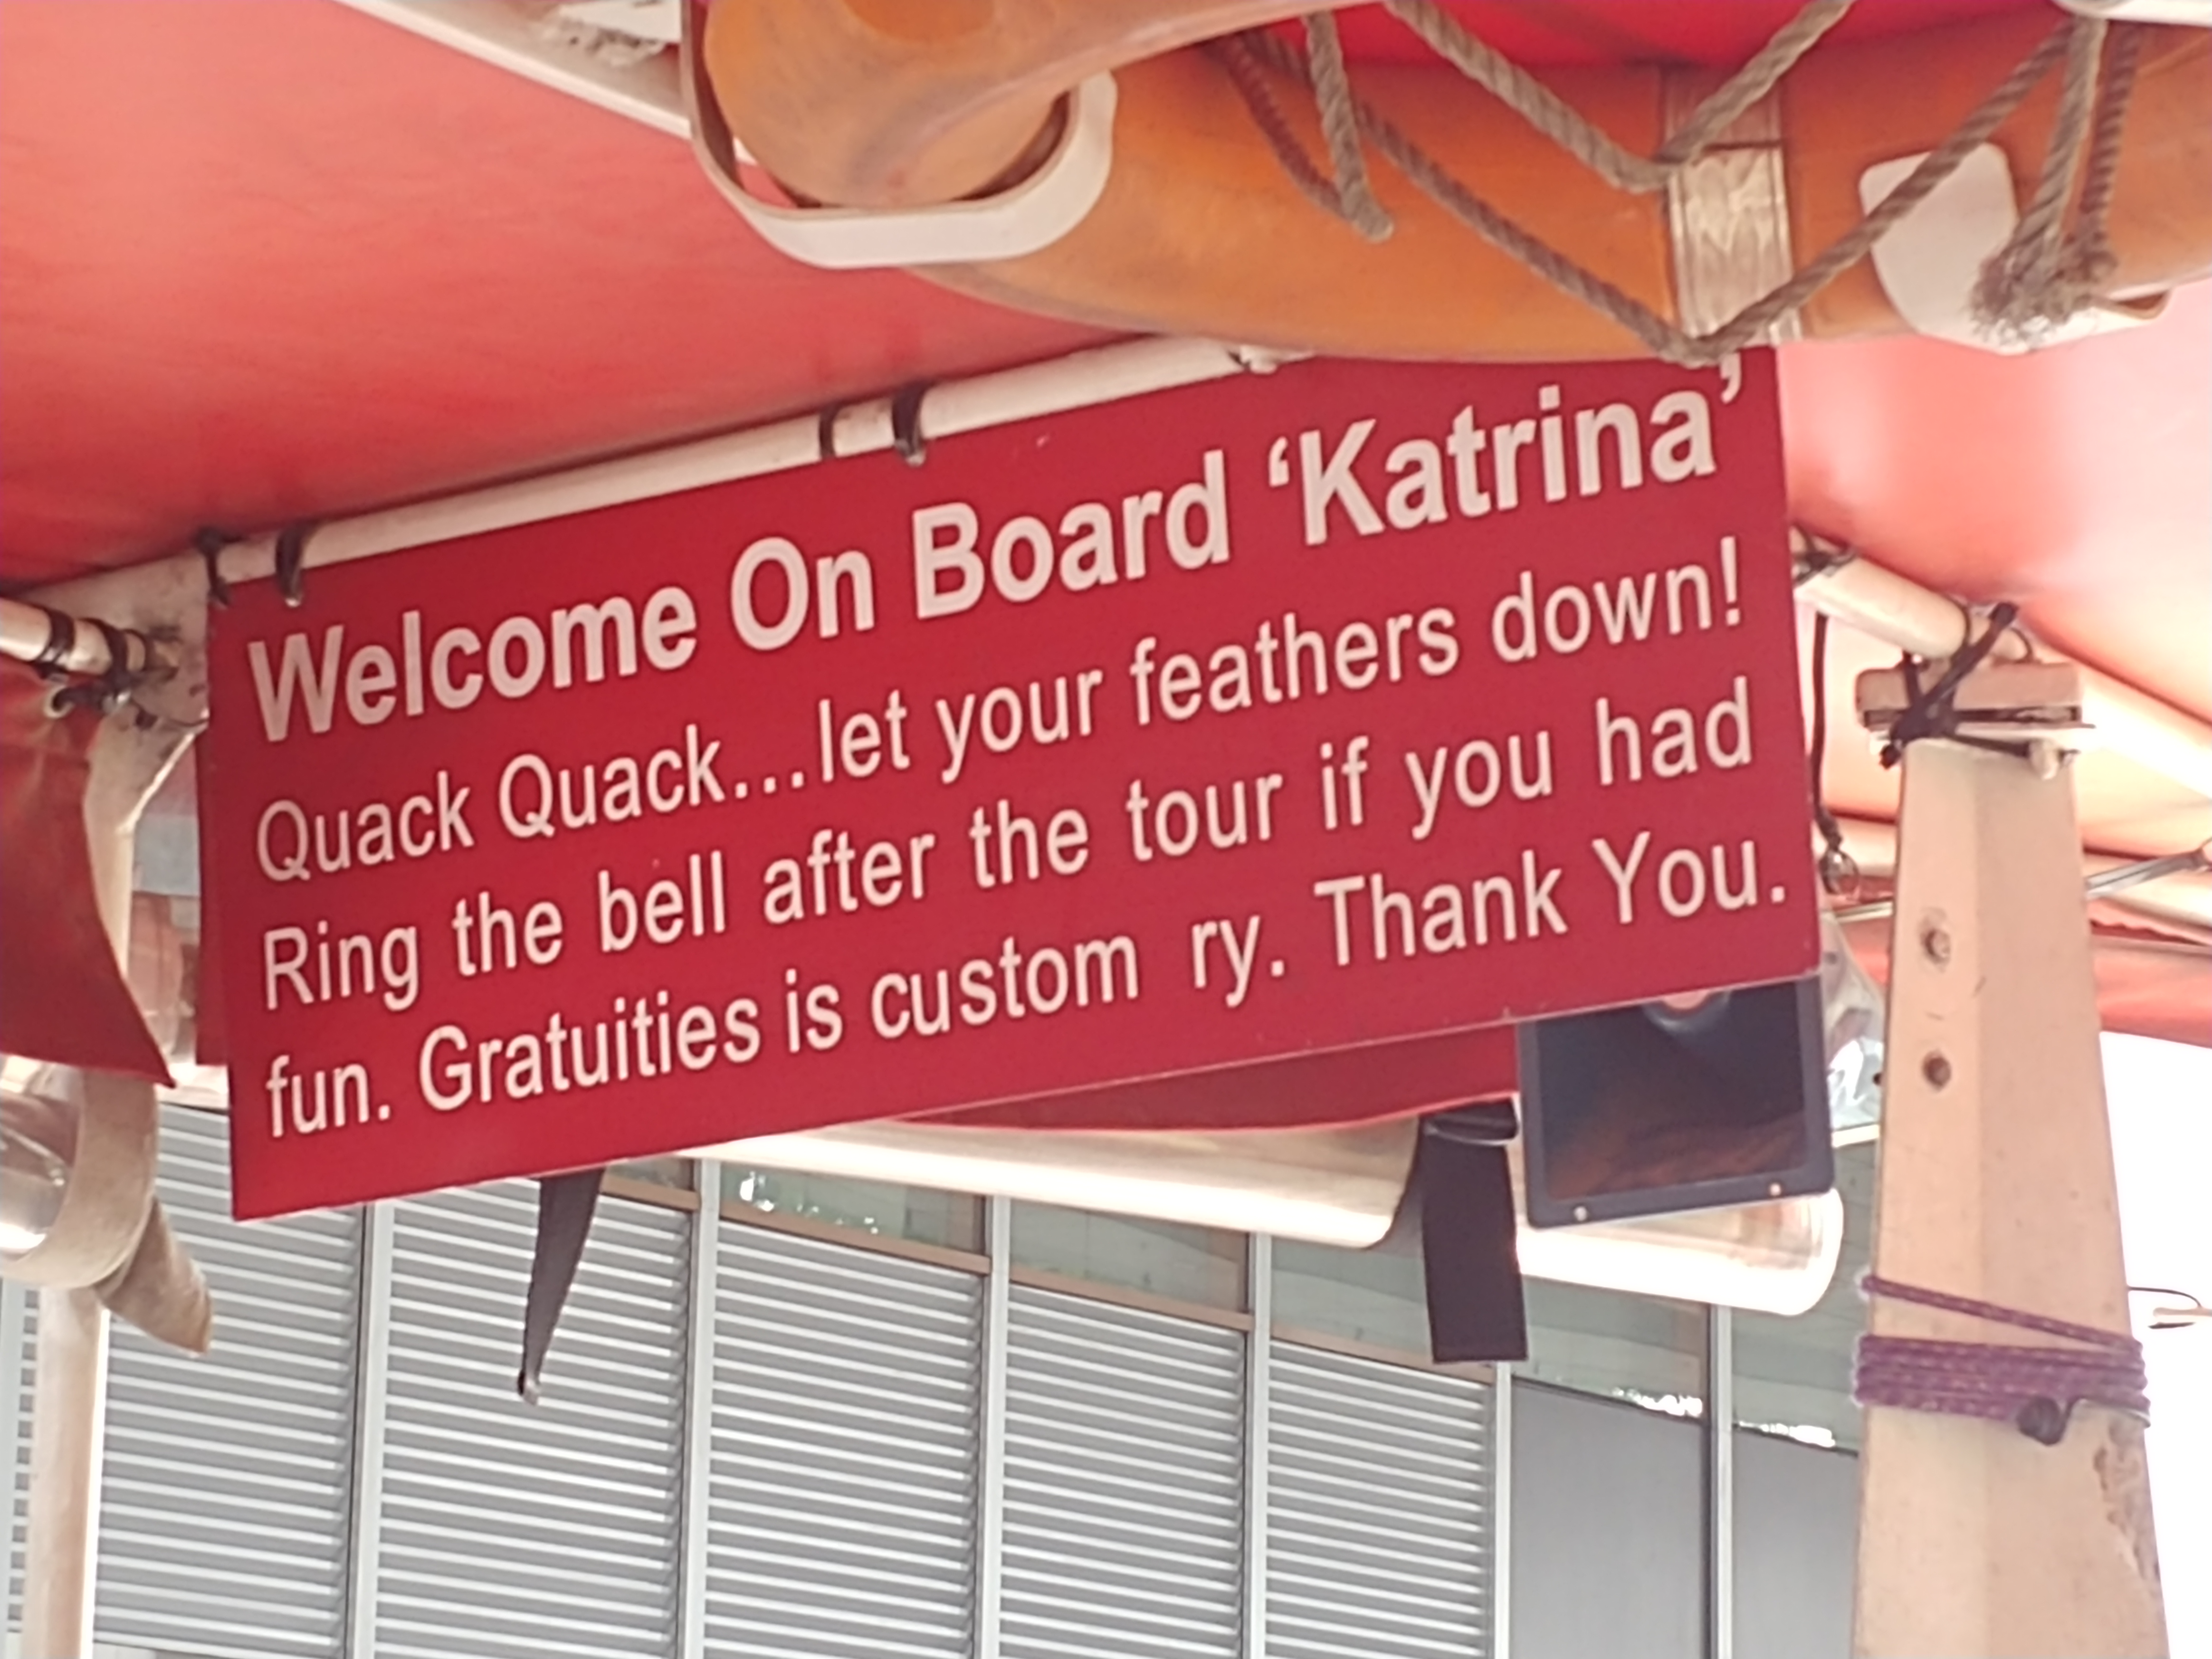 Welcome On Board ‘Katrina’
Quack Quack...let your feathers down!
Ring the bell after the tour if you had
fun. Gratuities is custom ry. Thank You.